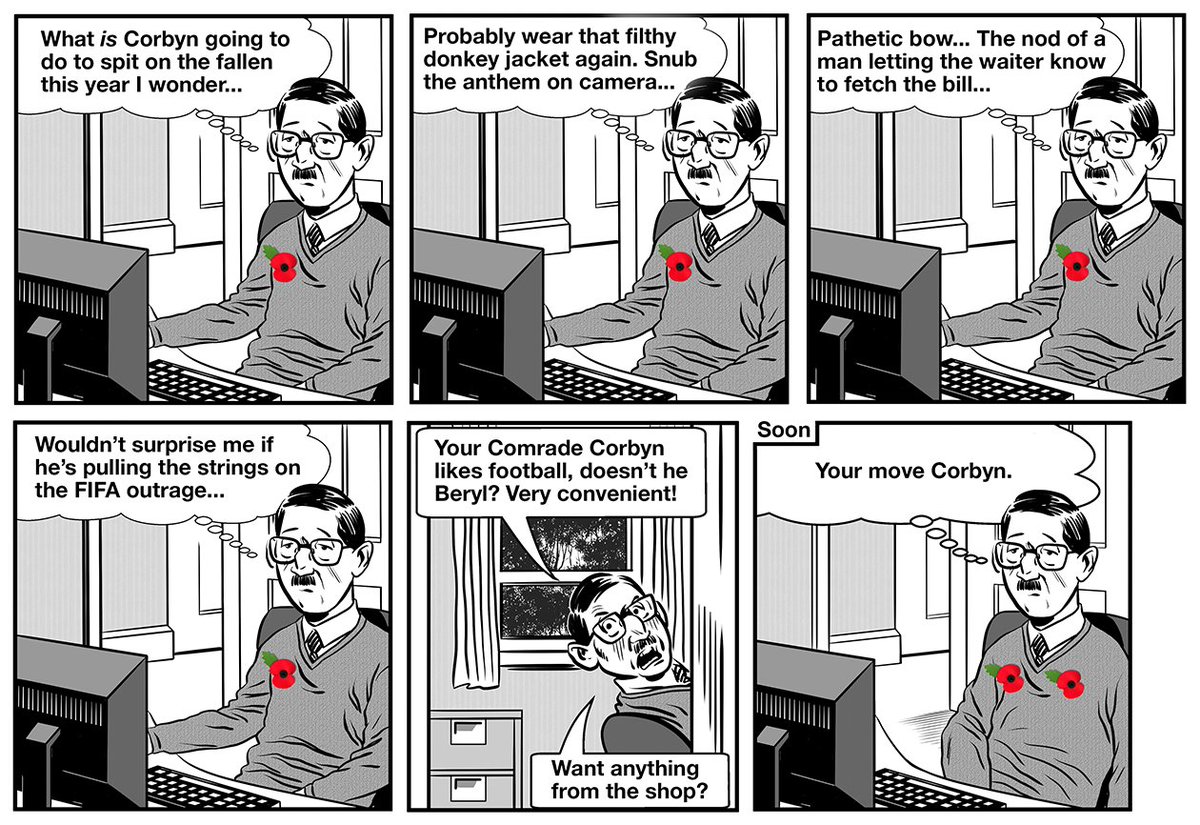 What is Corbyn going to
do to spit on the fallen
this year I wonder...
Probably wear that filthy
donkey jacket again. Snub
the anthem on camera...
Pathetic bow... The nod of a
man letting the waiter know
to fetch the bill...
Wouldn't surprise me if
he's pulling the strings on
the FIFA outrage...
Your Comrade Corbyn
likes football, doesn't he
Beryl? Very convenient!
Want anything
from the shop?
Soon
Your move Corbyn.